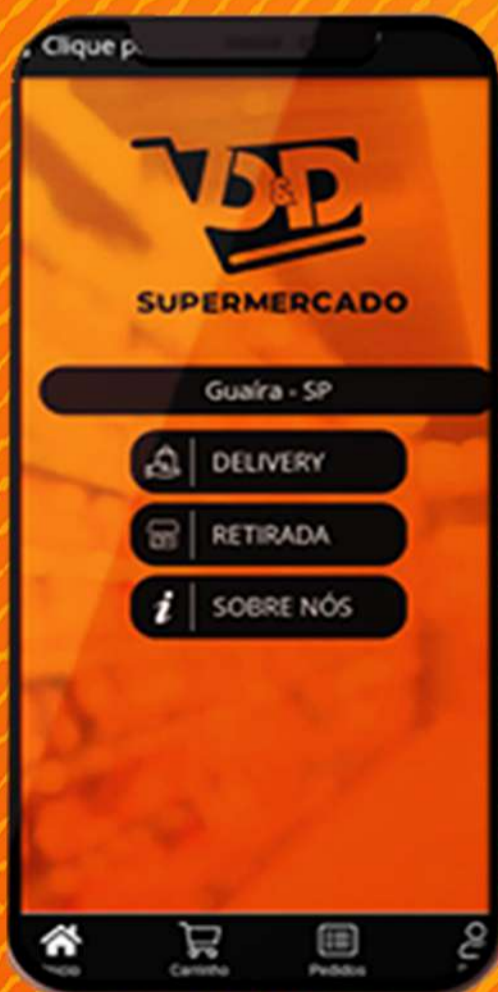 Clique p
D&D
SUPERMERCADO
Guaíra - SP
DELIVERY
RETIRADA
SOBRE NÓS
Carrinho
Pedidos